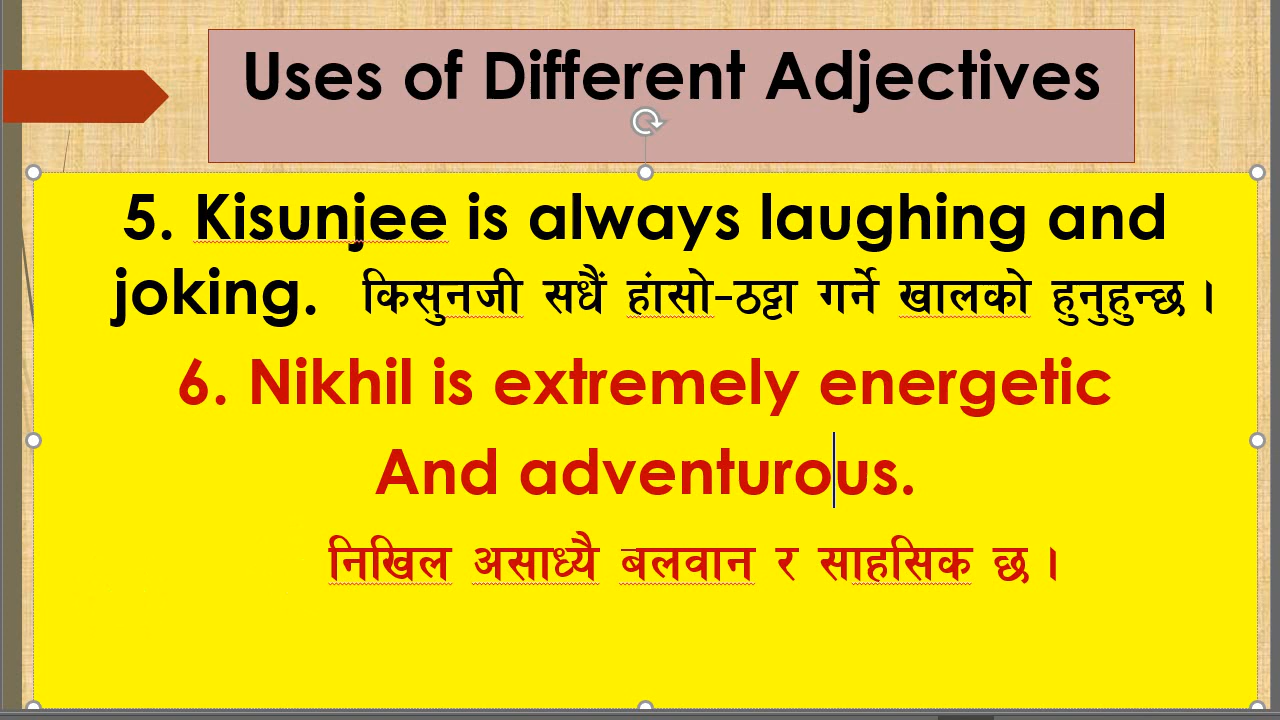 Uses of Different Adjectives
5. Kisunjee is always laughing and
joking. किसुनजी सधैं हांसो-ठट्टा गर्ने खालको हुनुहुन्छ ।
6. Nikhil is extremely energetic
And adventurous.
निखिल असाध्यै बलवान र साहसिक छ ।